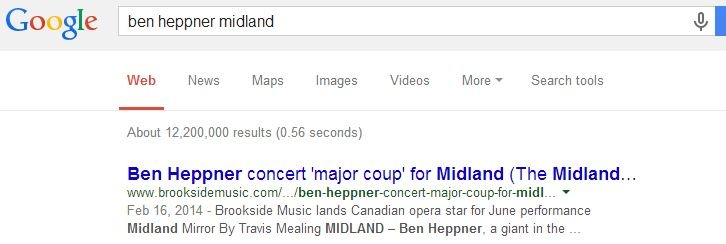 Google ben heppner midland
Web News Maps Images Videos More Search tools
About 12,200,000 results (0.56 seconds)
Ben Heppner concert 'major coup' for Midland (The Midland...
www.brooksidemusic.com/.../ben-heppner-concert-major-coup-for-midl...
Feb 16, 2014 - Brookside Music lands Canadian opera star for June performance
Midland Mirror By Travis Mealing MIDLAND – Ben Heppner, a giant in the ...